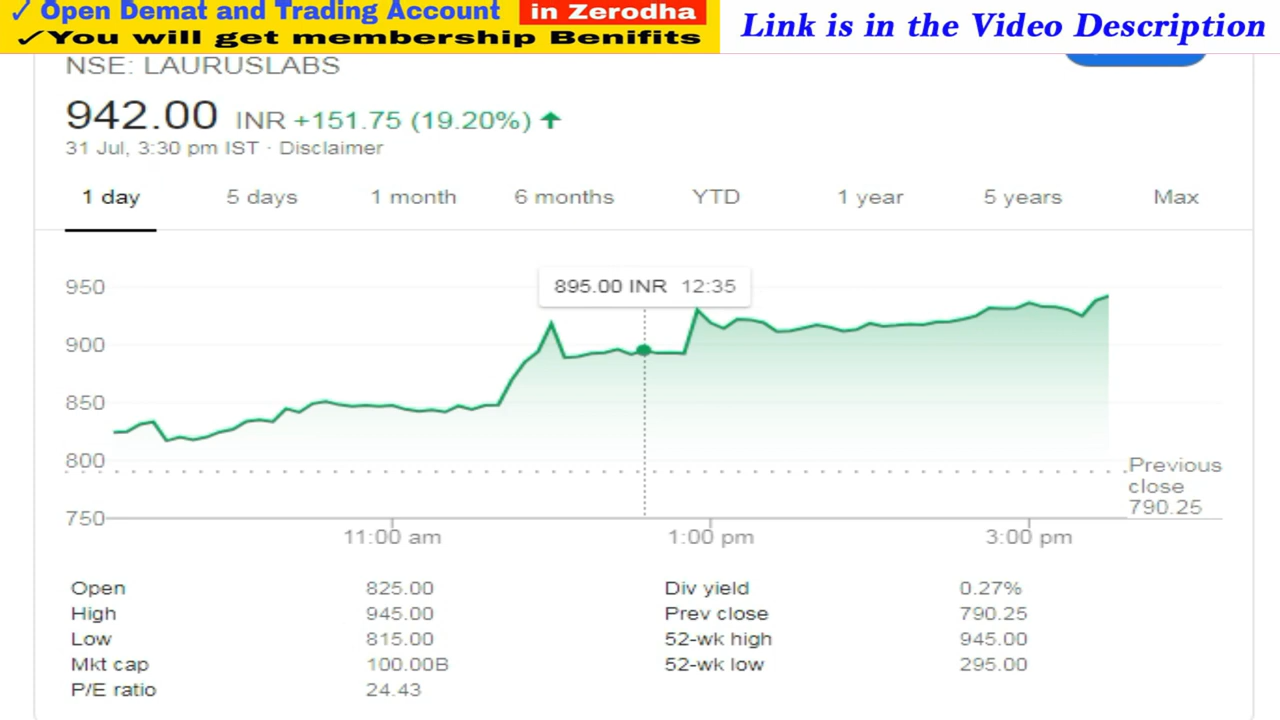 ✓ Open Demat and Trading Account in Zerodha
✓You will get membership Benifits
Link is in the Video Description
NSE: LAURUSLABS
942.00 INR +151.75 (19.20%) ↑
31 Jul, 3:30 pm IST · Disclaimer
1 day 5 days 1 month 6 months YTD 1 year 5 years Max
895.00 INR 12:35
950
900
850
800
750
Previous
close
790.25
11:00 am 1:00 pm 3:00 pm
Open 825.00 Div yield 0.27%
High 945.00 Prev close 790.25
Low 815.00 52-wk high 945.00
Mkt cap 100.00B 52-wk low 295.00
P/E ratio 24.43